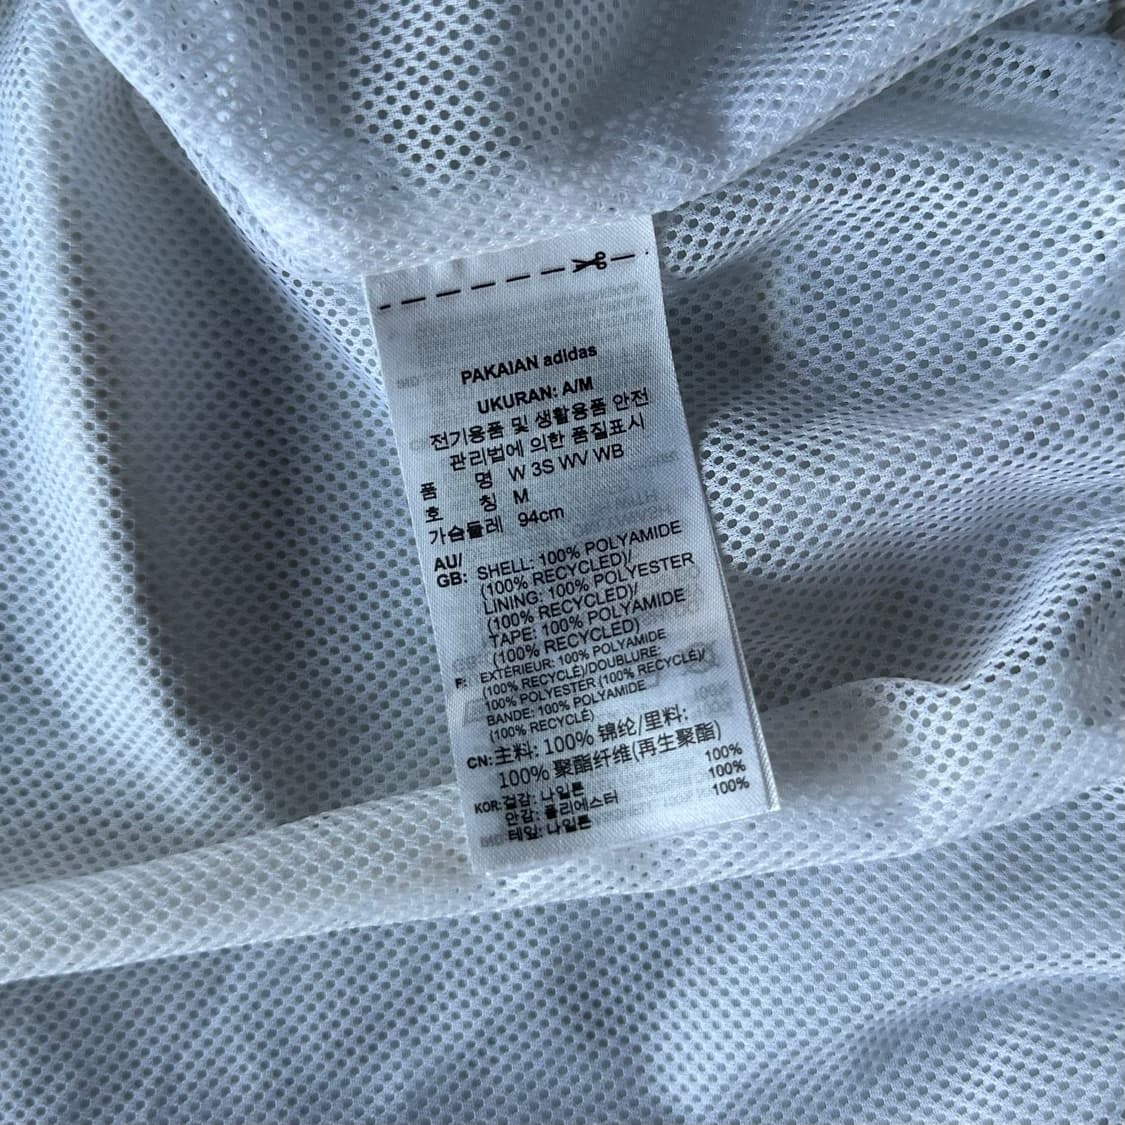 PAKAIAN adidas
UKURAN: A/M
전기용품 및 생활용품 안전
관리법에 의한 품질표시
품 명 W 3S WV WB
호 칭 M
가슴둘레 94cm
AU/
GB: SHELL: 100% POLYAMIDE
(100% RECYCLED)/
LINING: 100% POLYESTER
(100% RECYCLED)/
TAPE: 100% POLYAMIDE
(100% RECYCLED)
F: EXTÉRIEUR: 100% POLYAMIDE
(100% RECYCLÉ)/DOUBLURE:
100% POLYESTER (100% RECYCLÉ)/
BANDE: 100% POLYAMIDE
(100% RECYCLÉ)
CN: 主料: 100% 锦纶/里料:
100% 聚酯纤维(再生聚酯)
KOR: 겉감: 나일론 100%
안감: 폴리에스터 100%
테잎: 나일론 100%